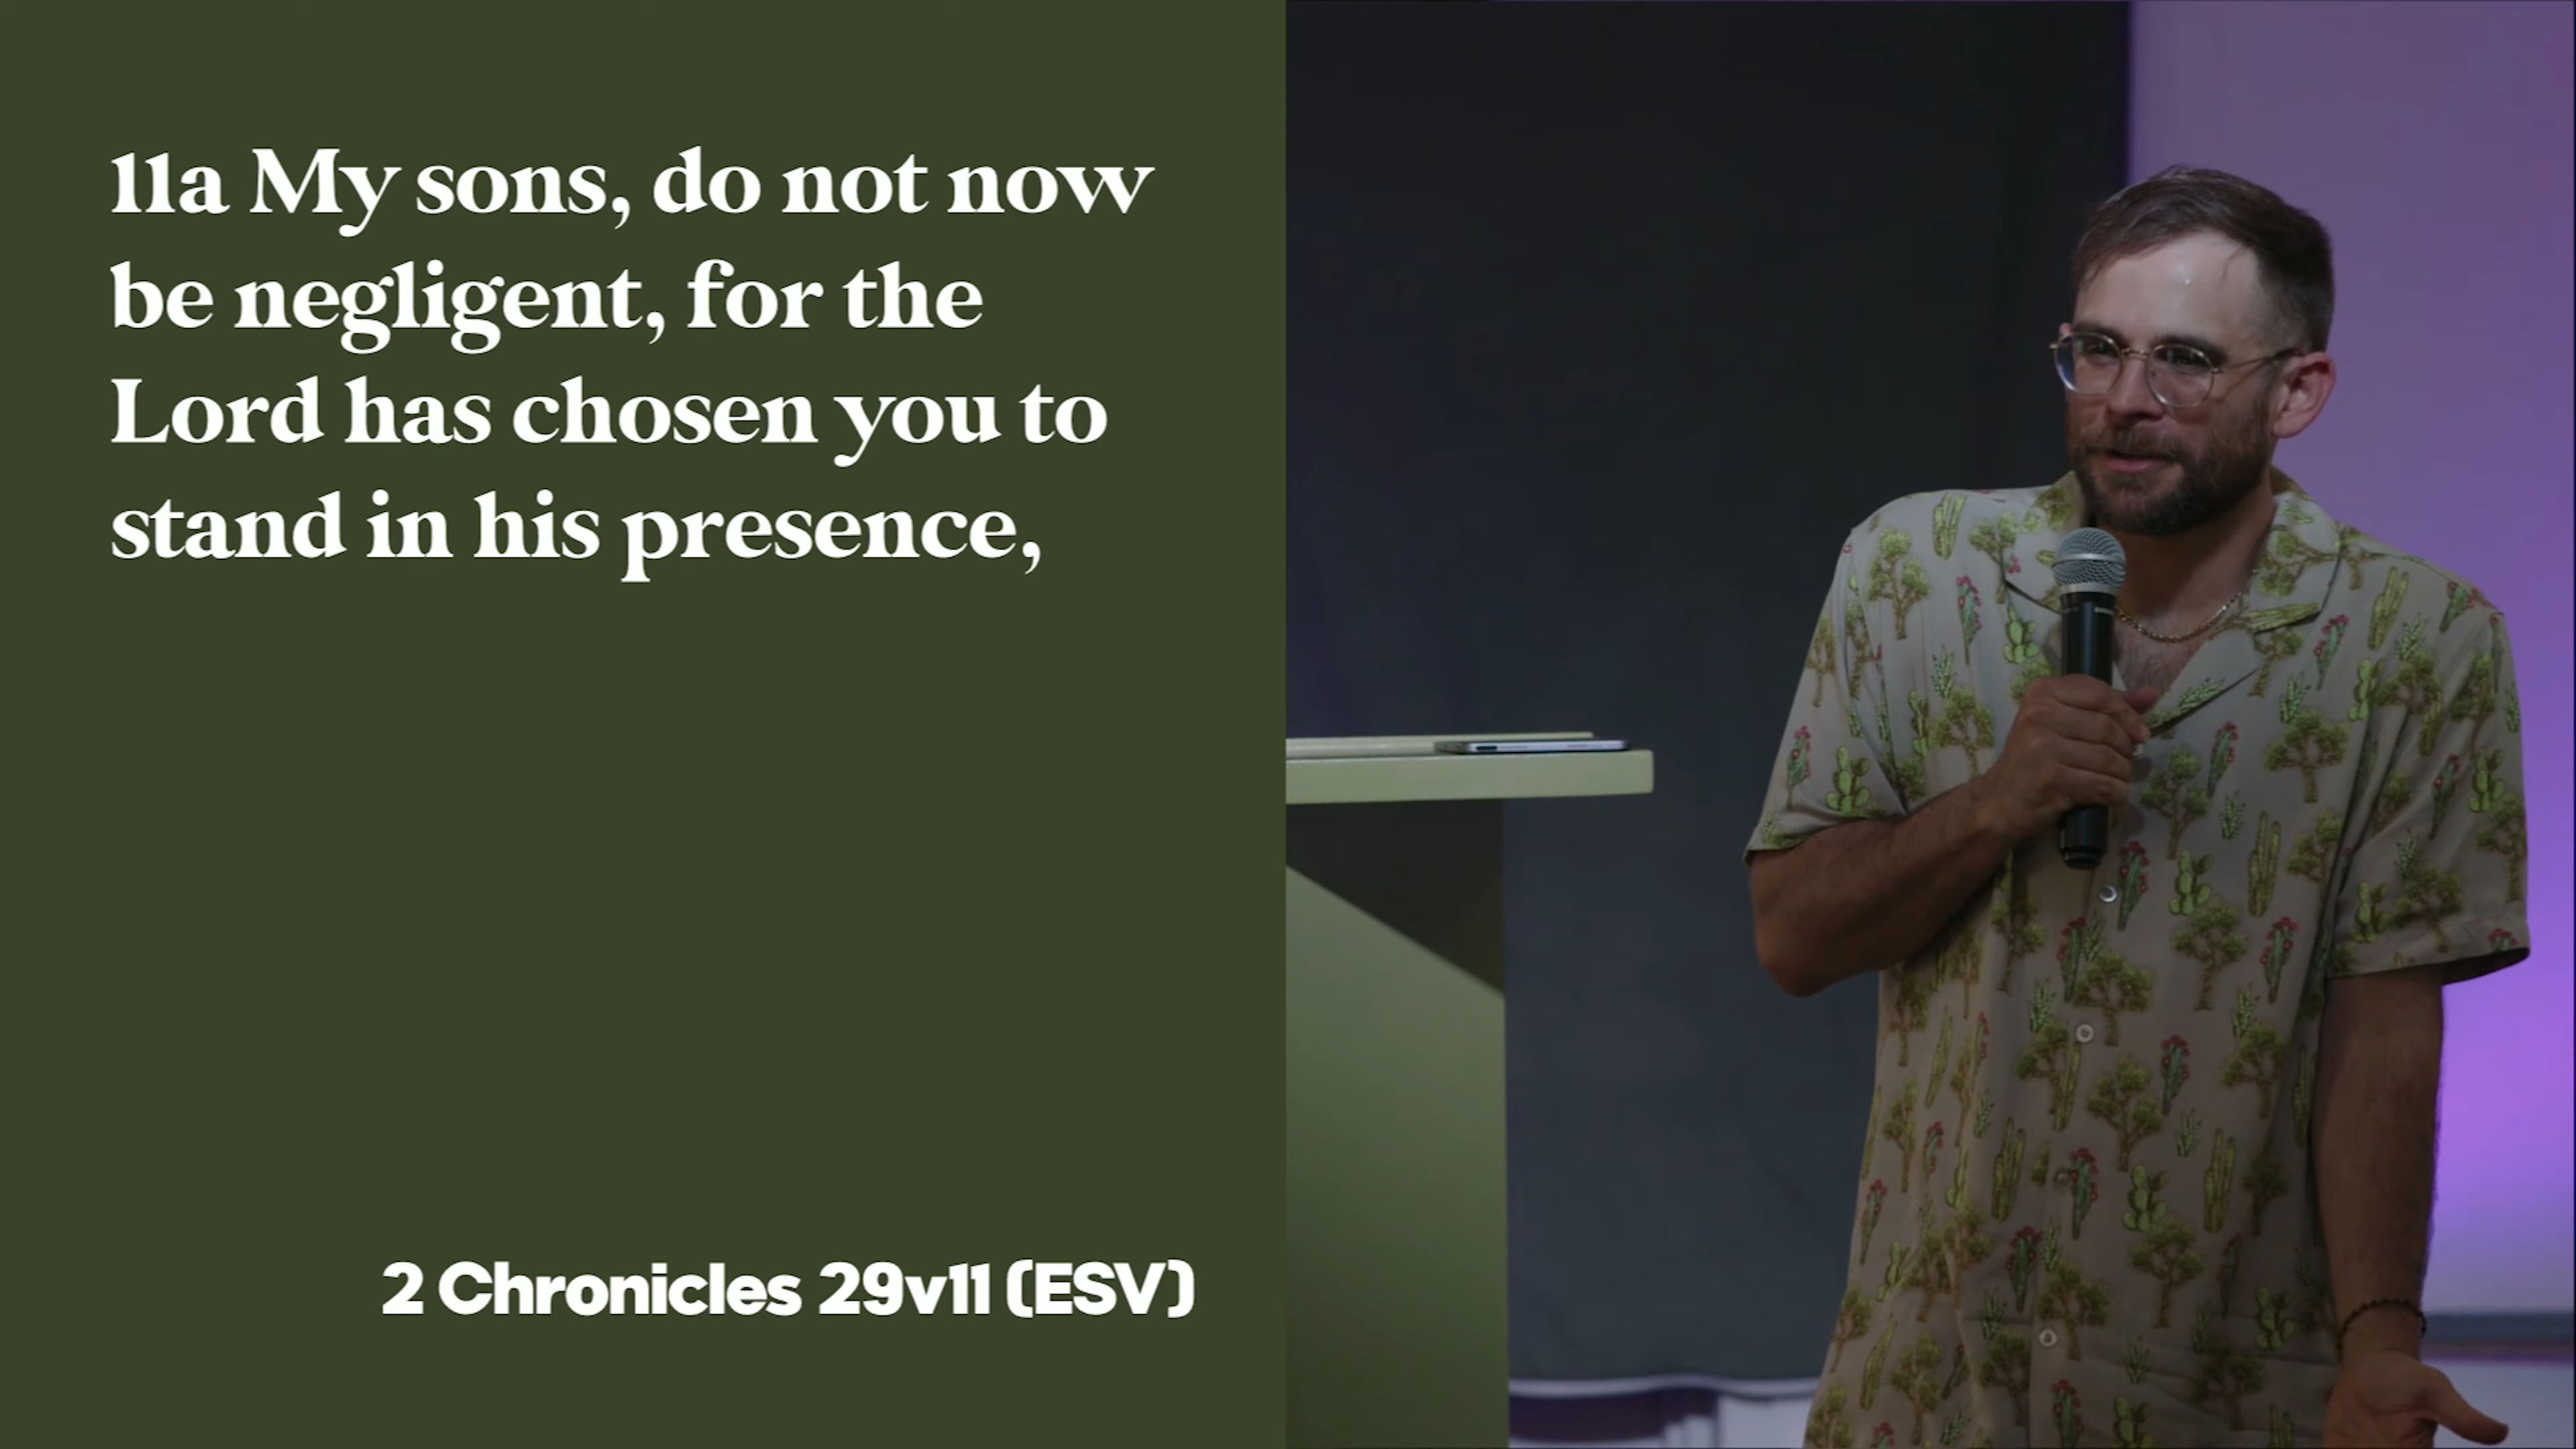 11a My sons, do not now
be negligent, for the
Lord has chosen you to
stand in his presence,
2 Chronicles 29v11 (ESV)